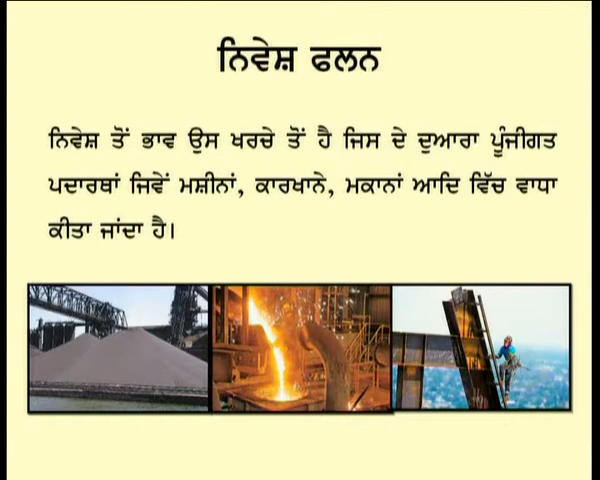 ਨਿਵੇਸ਼ ਫਲਨ
ਨਿਵੇਸ਼ ਤੋਂ ਭਾਵ ਉਸ ਖਰਚੇ ਤੋਂ ਹੈ ਜਿਸ ਦੇ ਦੁਆਰਾ ਪੂੰਜੀਗਤ
ਪਦਾਰਥਾਂ ਜਿਵੇਂ ਮਸ਼ੀਨਾਂ, ਕਾਰਖਾਨੇ, ਮਕਾਨਾਂ ਆਦਿ ਵਿੱਚ ਵਾਧਾ
ਕੀਤਾ ਜਾਂਦਾ ਹੈ।